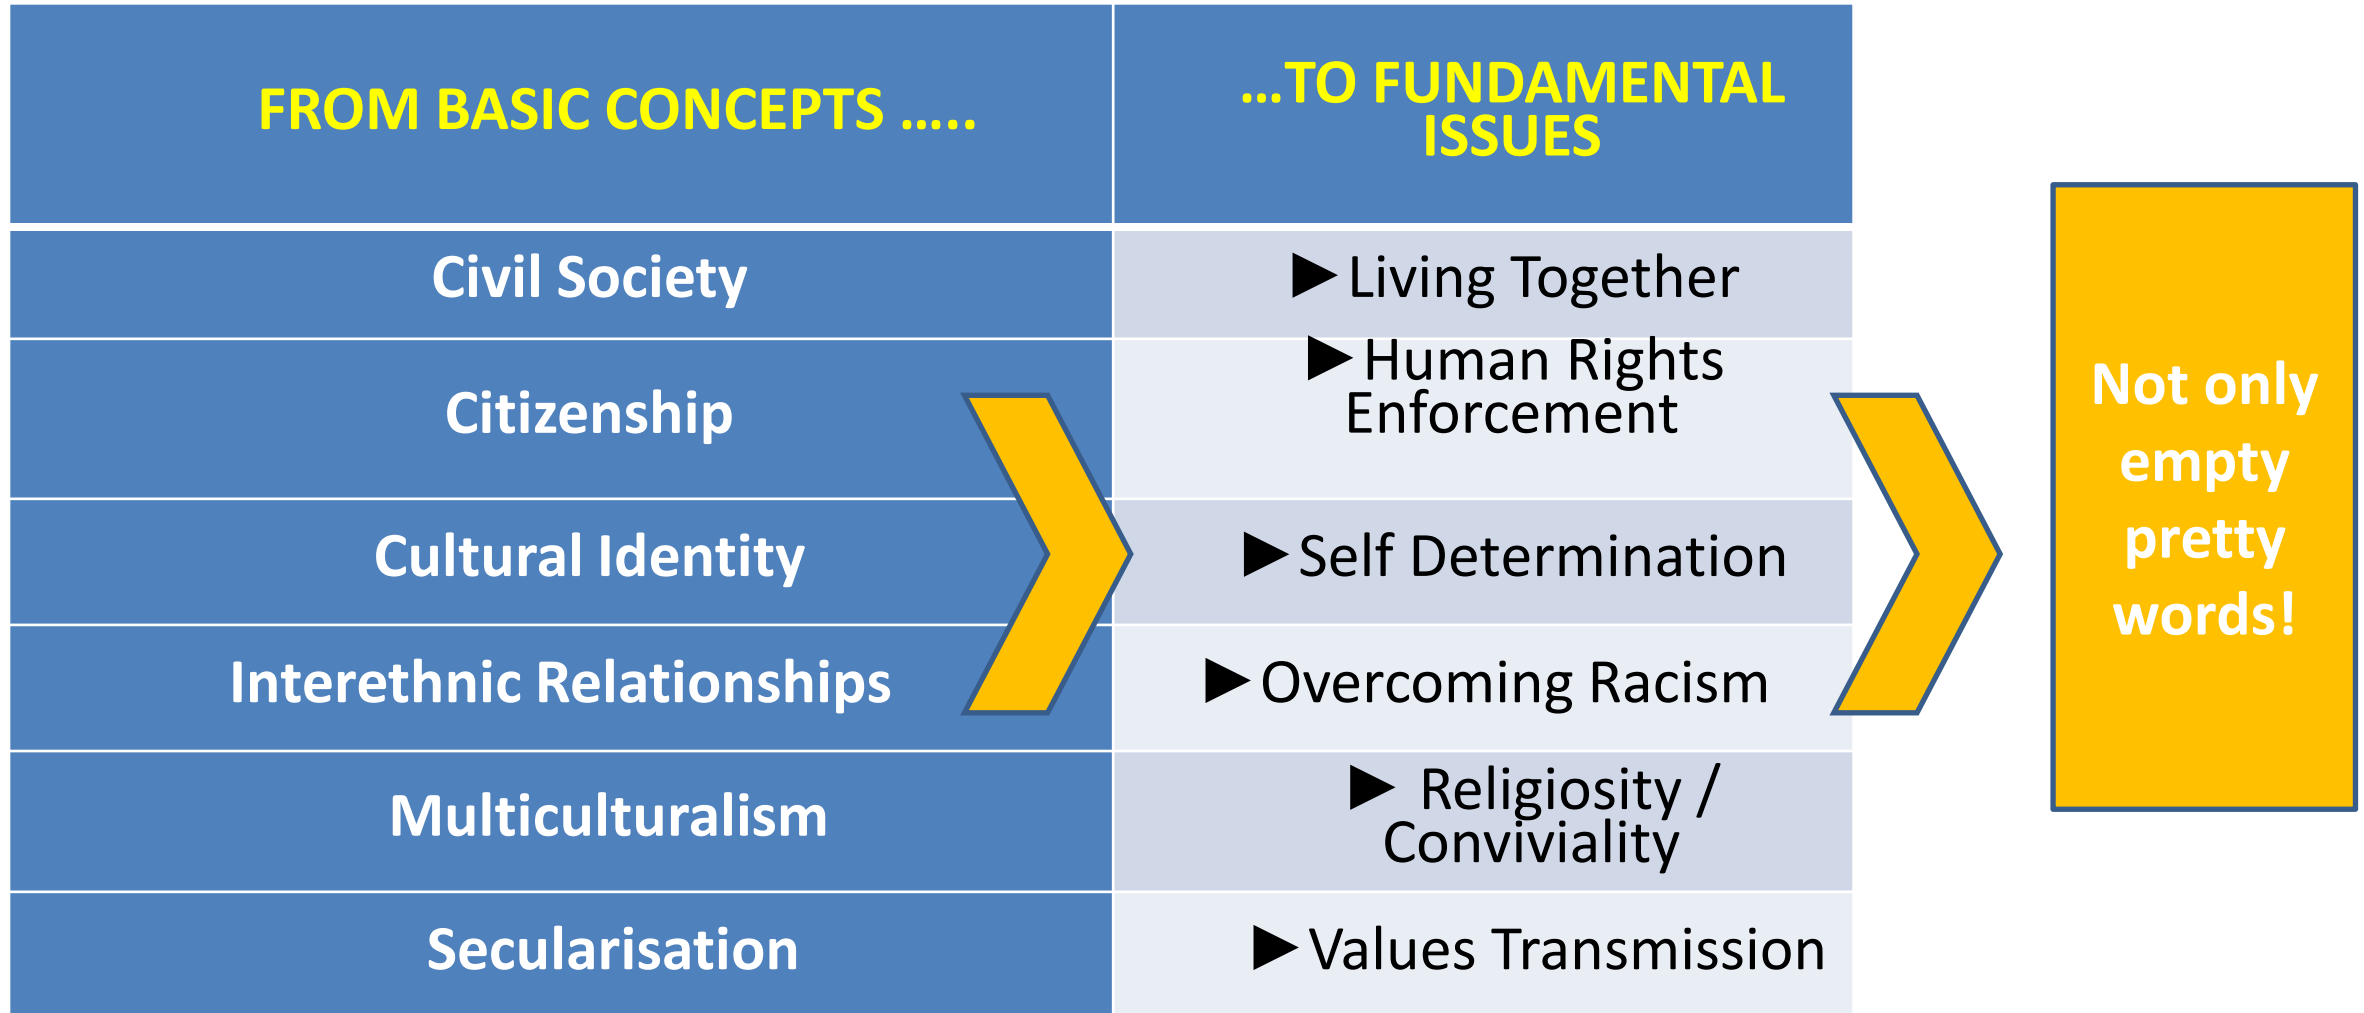 FROM BASIC CONCEPTS …..
…TO FUNDAMENTAL
ISSUES
Civil Society
►Living Together
Citizenship
►Human Rights
Enforcement
Cultural Identity
►Self Determination
Interethnic Relationships
►Overcoming Racism
Multiculturalism
► Religiosity /
Conviviality
Secularisation
►Values Transmission
Not only
empty
pretty
words!